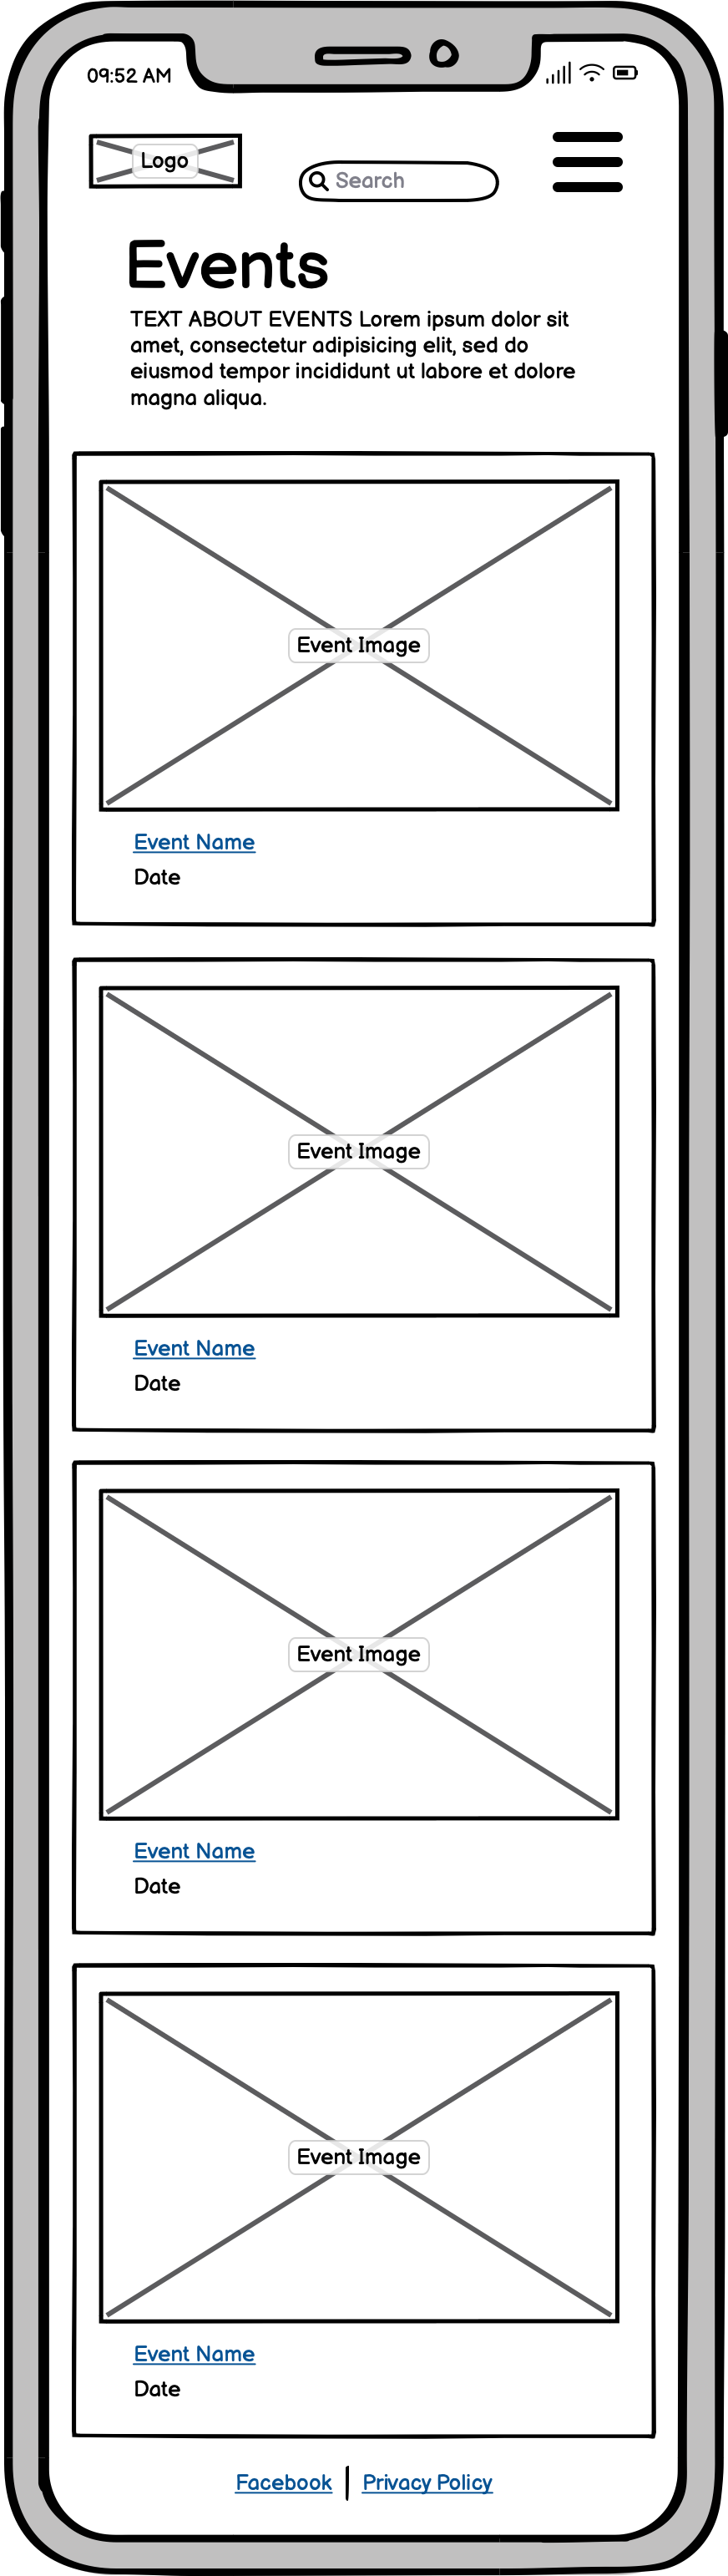 09:52 AM
Logo
Search
Events
TEXT ABOUT EVENTS Lorem ipsum dolor sit
amet, consectetur adipisicing elit, sed do
eiusmod tempor incididunt ut labore et dolore
magna aliqua.
Event Image
Event Name
Date
Event Image
Event Name
Date
Event Image
Event Name
Date
Event Image
Event Name
Date
Facebook
Privacy Policy